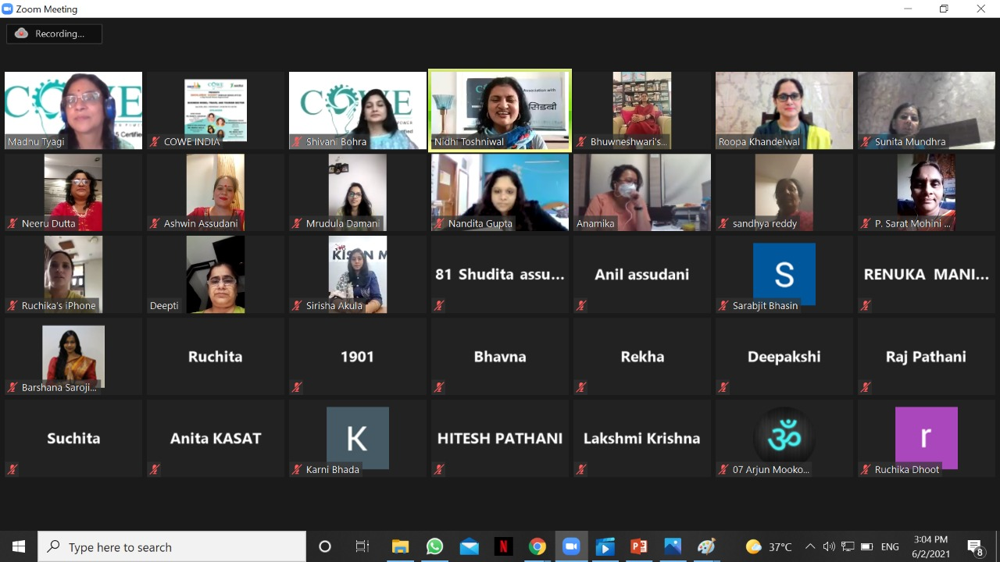 Zoom Meeting
Recording...
Madhu Tyagi
COWE INDIA
COWE
Shivani Bohra
Association with
सिडबी
Nidhi Toshniwal
Bhuwneshwari's...
Roopa Khandelwal
Sunita Mundhra
Neeru Dutta
Ashwin Assudani
Mrudula Damani
Nandita Gupta
Anamika
sandhya reddy
P. Sarat Mohini ...
Ruchika's iPhone
Deepti
Sirisha Akula
81 Shudita assu...
Anil assudani
S
Sarabjit Bhasin
RENUKA MANI...
Barshana Saroji...
Ruchita
1901
Bhavna
Rekha
Deepakshi
Raj Pathani
Suchita
Anita KASAT
K
Karni Bhada
HITESH PATHANI
Lakshmi Krishna
ॐ
07 Arjun Mooko...
r
Ruchika Dhoot
Type here to search
37°C
ENG
3:04 PM
6/2/2021
8